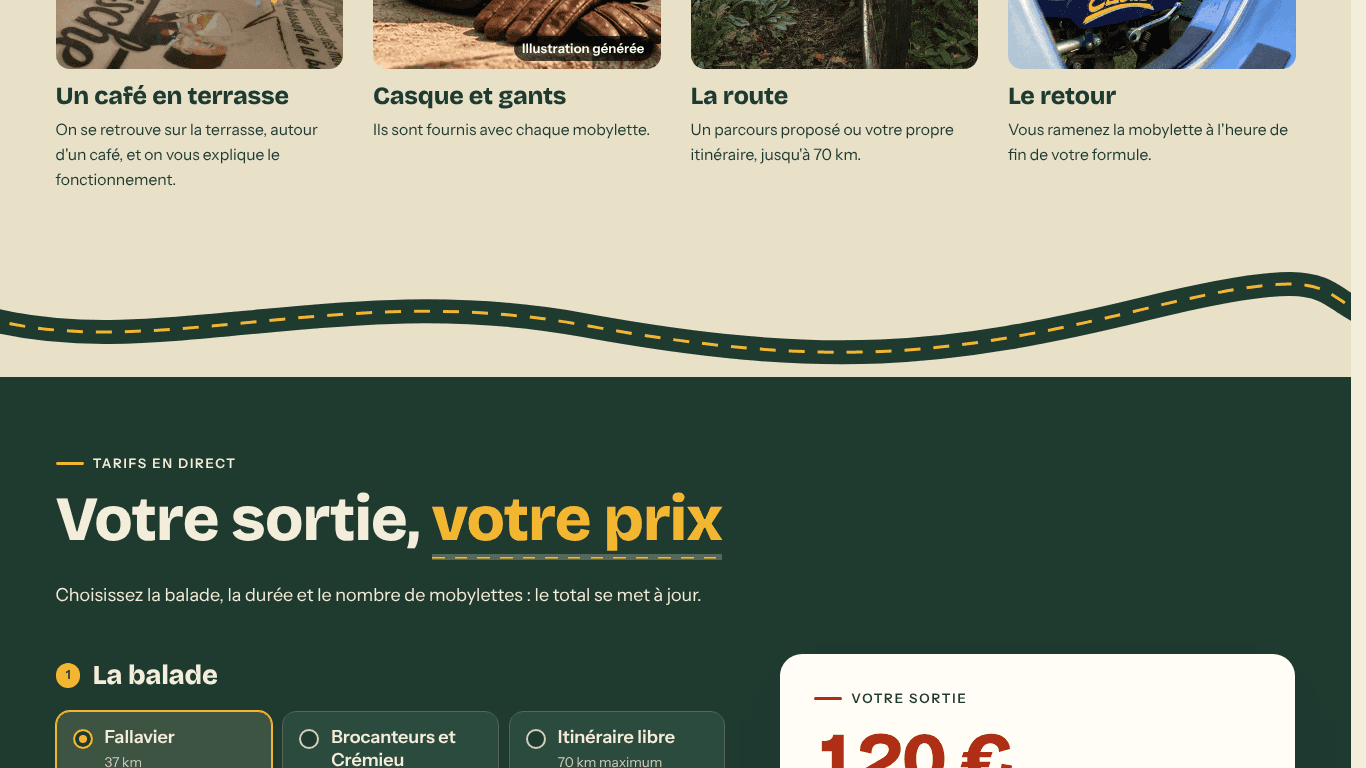 Illustration générée
Un café en terrasse
On se retrouve sur la terrasse, autour
d'un café, et on vous explique le
fonctionnement.
Casque et gants
Ils sont fournis avec chaque mobylette.
La route
Un parcours proposé ou votre propre
itinéraire, jusqu'à 70 km.
Le retour
Vous ramenez la mobylette à l'heure de
fin de votre formule.
TARIFS EN DIRECT
Votre sortie, votre prix
Choisissez la balade, la durée et le nombre de mobylettes : le total se met à jour.
1 La balade
Fallavier
37 km
Brocanteurs et
Crémieu
Itinéraire libre
70 km maximum
VOTRE SORTIE
120 €